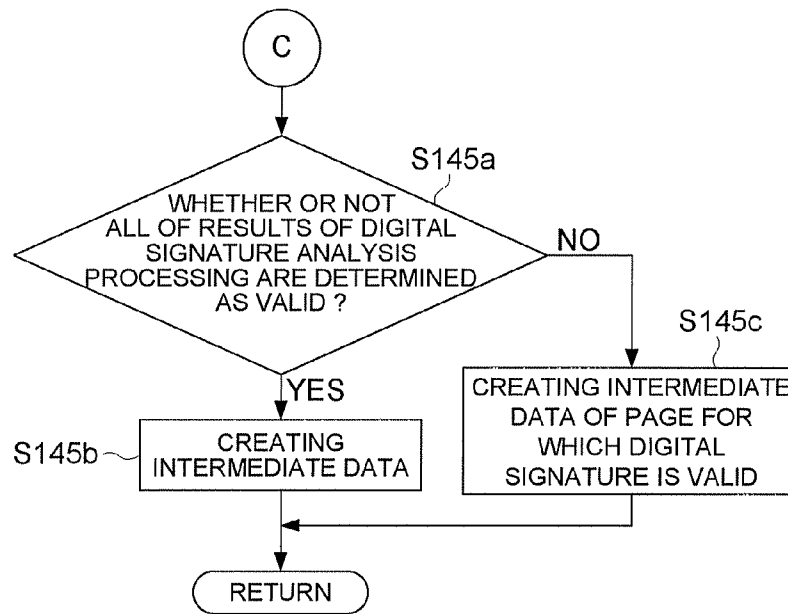 C
S145a
WHETHER OR NOT
ALL OF RESULTS OF DIGITAL
SIGNATURE ANALYSIS
PROCESSING ARE DETERMINED
AS VALID ?
NO
S145c
YES
CREATING INTERMEDIATE
DATA OF PAGE FOR
WHICH DIGITAL
SIGNATURE IS VALID
S145b
CREATING
INTERMEDIATE DATA
RETURN